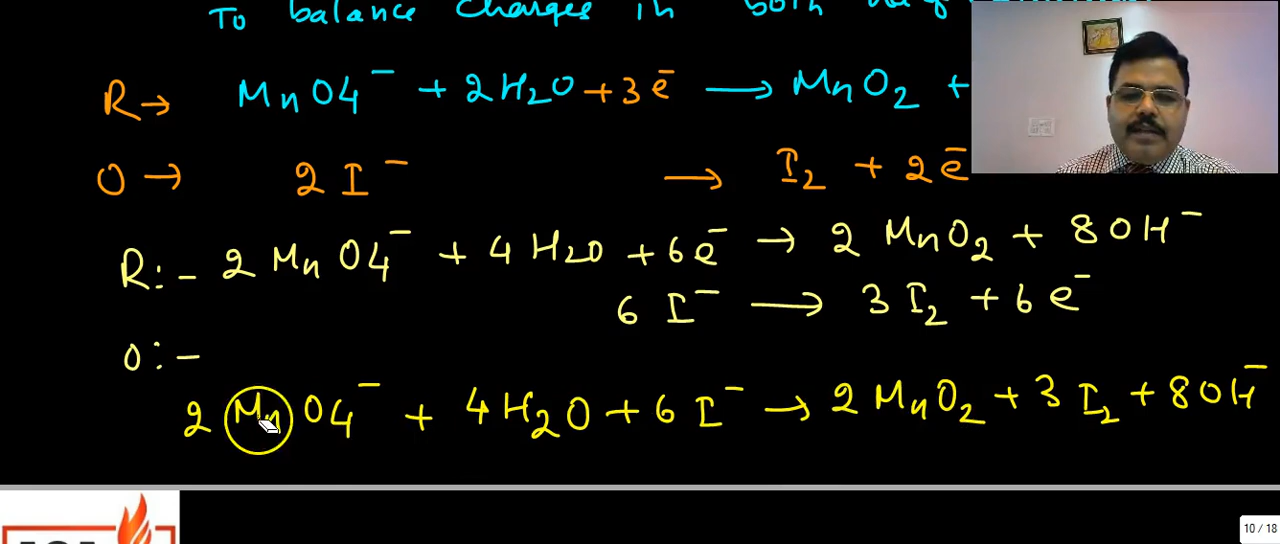 To balance charges in both
R→ MnO4⁻ + 2H2O + 3e⁻ → MnO2 +
O → 2I⁻ → I2 + 2e⁻
R:- 2MnO4⁻ + 4H2O + 6e⁻ → 2MnO2 + 8OH⁻
6I⁻ → 3I2 + 6e⁻
O:-
2MnO4⁻ + 4H2O + 6I⁻ → 2MnO2 + 3I2 + 8OH⁻
10 / 18